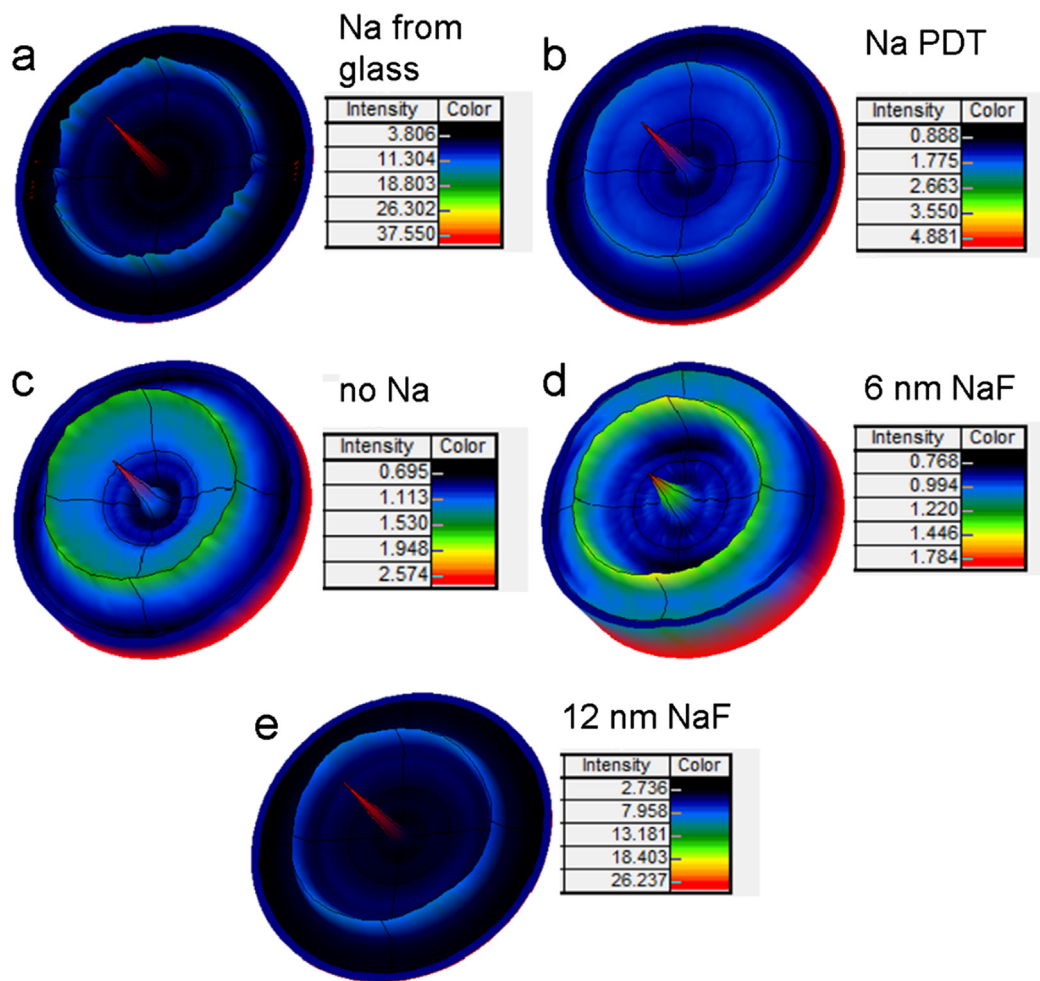 a
Na from
glass
Intensity Color
3.806
11.304
18.803
26.302
37.550
b
Na PDT
Intensity Color
0.888
1.775
2.663
3.550
4.881
c
no Na
Intensity Color
0.695
1.113
1.530
1.948
2.574
d
6 nm NaF
Intensity Color
0.768
0.994
1.220
1.446
1.784
e
12 nm NaF
Intensity Color
2.736
7.958
13.181
18.403
26.237